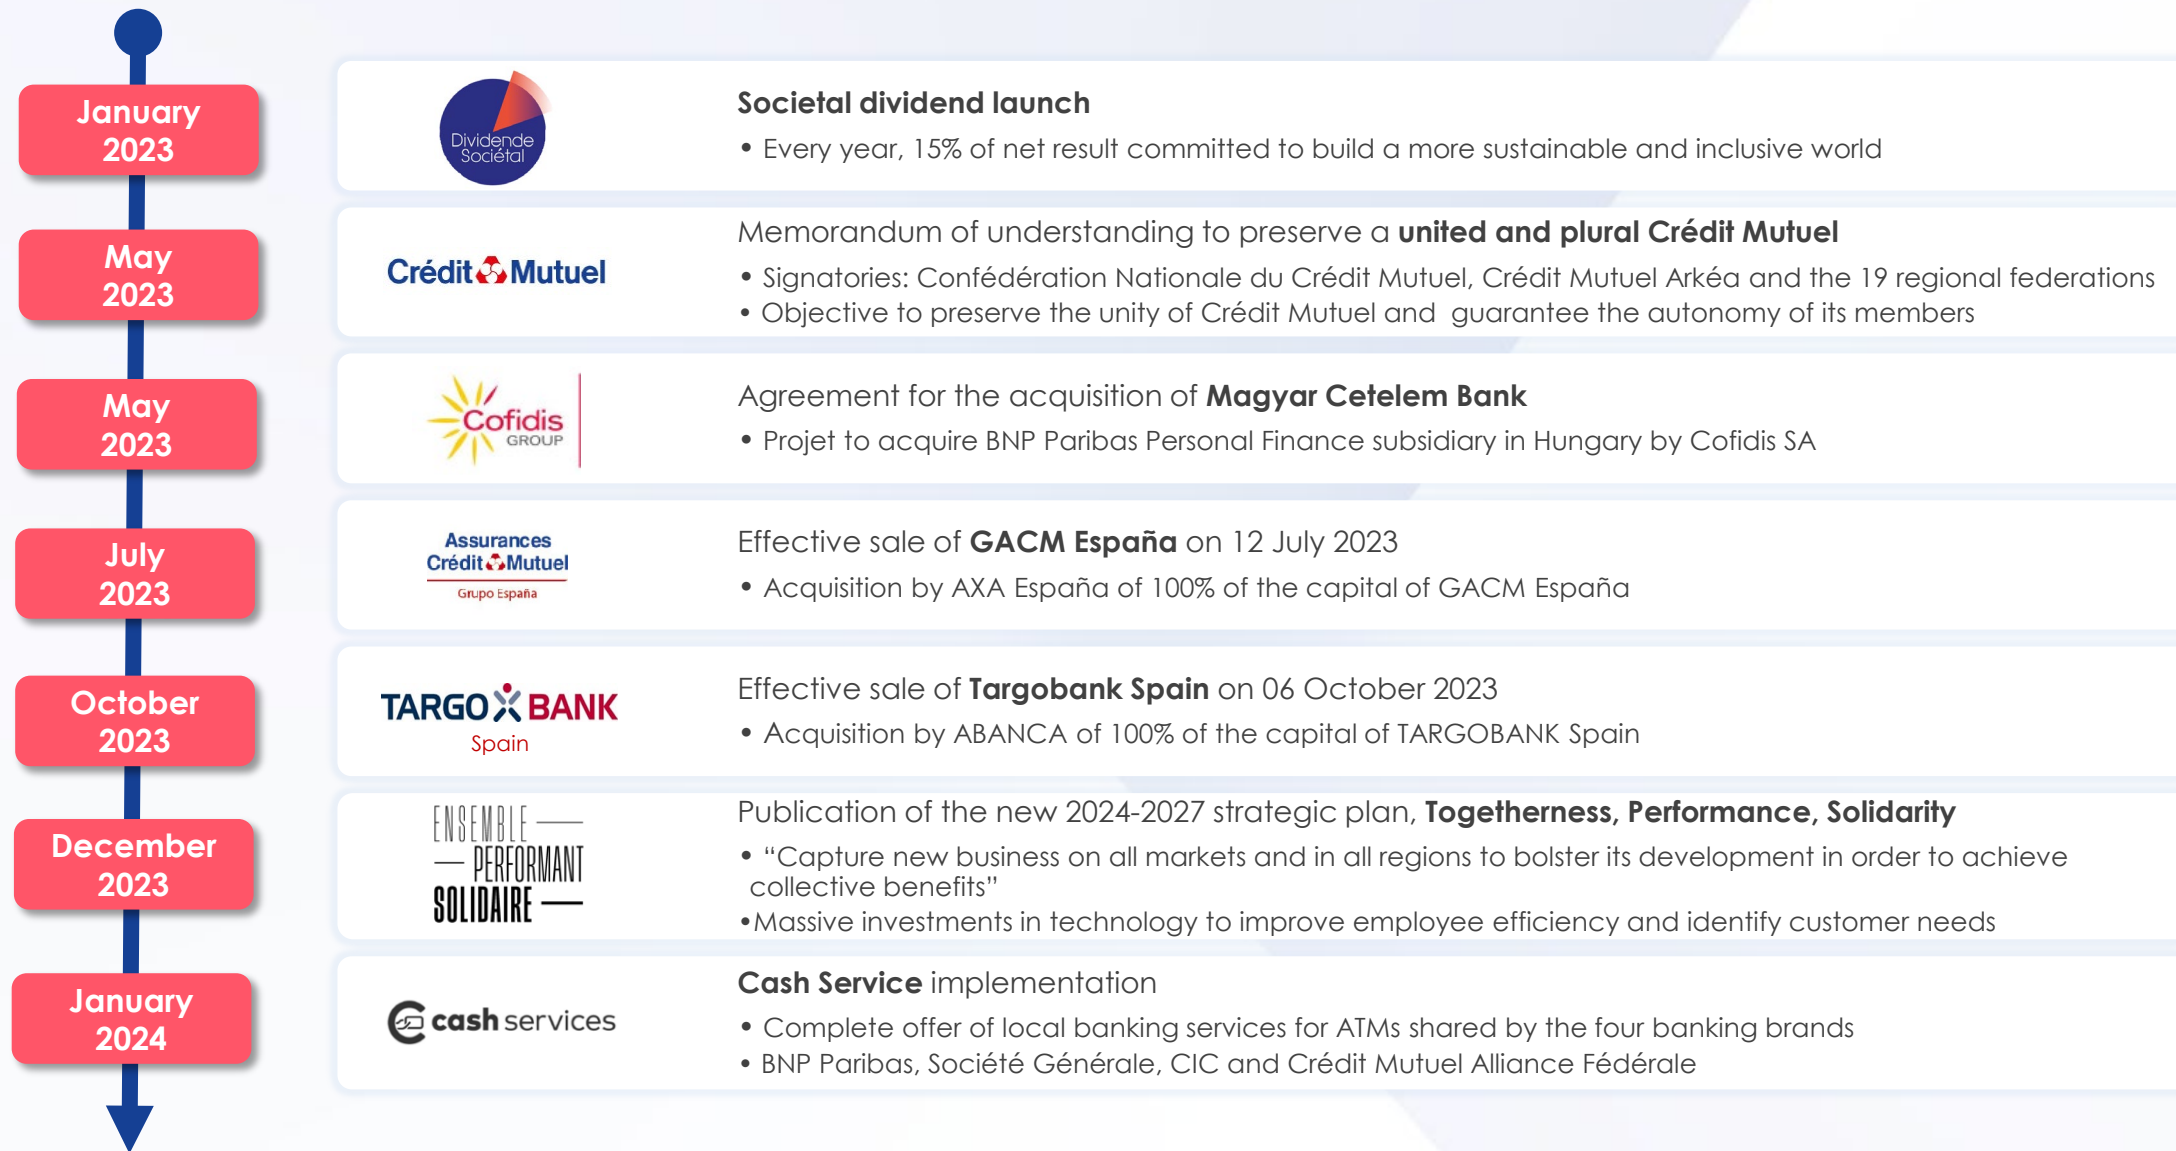 January
2023
Dividende
Sociétal
Societal dividend launch
• Every year, 15% of net result committed to build a more sustainable and inclusive world
May
2023
Crédit Mutuel
Memorandum of understanding to preserve a united and plural Crédit Mutuel
• Signatories: Confédération Nationale du Crédit Mutuel, Crédit Mutuel Arkéa and the 19 regional federations
• Objective to preserve the unity of Crédit Mutuel and guarantee the autonomy of its members
May
2023
Cofidis
GROUP
Agreement for the acquisition of Magyar Cetelem Bank
• Projet to acquire BNP Paribas Personal Finance subsidiary in Hungary by Cofidis SA
July
2023
Assurances
Crédit Mutuel
Grupo España
Effective sale of GACM España on 12 July 2023
• Acquisition by AXA España of 100% of the capital of GACM España
October
2023
TARGO BANK
Spain
Effective sale of Targobank Spain on 06 October 2023
• Acquisition by ABANCA of 100% of the capital of TARGOBANK Spain
December
2023
ENSEMBLE
PERFORMANT
SOLIDAIRE
Publication of the new 2024-2027 strategic plan, Togetherness, Performance, Solidarity
• “Capture new business on all markets and in all regions to bolster its development in order to achieve
collective benefits”
•Massive investments in technology to improve employee efficiency and identify customer needs
January
2024
cash services
Cash Service implementation
• Complete offer of local banking services for ATMs shared by the four banking brands
• BNP Paribas, Société Générale, CIC and Crédit Mutuel Alliance Fédérale